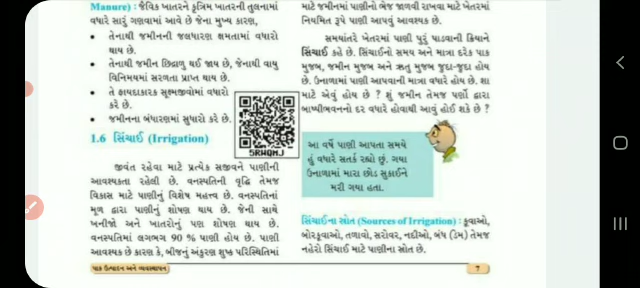 Manure) : જૈવિક ખાતરને કૃત્રિમ ખાતરની તુલનામાં
વધારે સારું ગણવામાં આવે છે જેના મુખ્ય કારણ,
• તેનાથી જમીનની જલધારણ ક્ષમતામાં વધારો
થાય છે.
• તેનાથી જમીન છિદ્રાળુ થઈ જાય છે, જેનાથી વાયુ
વિનિમયમાં સરળતા પ્રાપ્ત થાય છે.
• તે ફાયદાકારક સૂક્ષ્મજીવોમાં વધારો
કરે છે.
• જમીનના બંધારણમાં સુધારો કરે છે.
5RWQMJ
1.6 સિંચાઈ (Irrigation)
જીવંત રહેવા માટે પ્રત્યેક સજીવને પાણીની
આવશ્યકતા રહેલી છે. વનસ્પતિની વૃદ્ધિ તેમજ
વિકાસ માટે પાણીનું વિશેષ મહત્ત્વ છે. વનસ્પતિનાં
મૂળ દ્વારા પાણીનું શોષણ થાય છે. જેની સાથે
ખનીજો અને ખાતરોનું પણ શોષણ થાય છે.
વનસ્પતિમાં લગભગ 90 % પાણી હોય છે. પાણી
આવશ્યક છે કારણ કે, બીજનું અંકુરણ શુષ્ક પરિસ્થિતિમાં
માટે જમીનમાં પાણીનો ભેજ જાળવી રાખવા માટે ખેતરમાં
નિયમિત રૂપે પાણી આપવું આવશ્યક છે.
સમયાંતરે ખેતરમાં પાણી પૂરું પાડવાની ક્રિયાને
સિંચાઈ કહે છે. સિંચાઈનો સમય અને માત્રા દરેક પાક
મુજબ, જમીન મુજબ અને ઋતુ મુજબ જુદા-જુદા હોય
છે. ઉનાળામાં પાણી આપવાની માત્રા વધારે હોય છે. શા
માટે એવું હોય છે ? શું જમીન તેમજ પર્ણો દ્વારા
બાષ્પીભવનનો દર વધારે હોવાથી આવું હોઈ શકે છે ?
આ વર્ષે પાણી આપતા સમયે
હું વધારે સતર્ક રહ્યો છું. ગયા
ઉનાળામાં મારા છોડ સુકાઈને
મરી ગયા હતા.
સિંચાઈના સ્રોત (Sources of Irrigation) : કૂવાઓ,
બોરકૂવાઓ, તળાવો, સરોવર, નદીઓ, બંધ (ડેમ) તેમજ
નહેરો સિંચાઈ માટે પાણીના સ્રોત છે.
પાક ઉત્પાદન અને વ્યવસ્થાપન
7